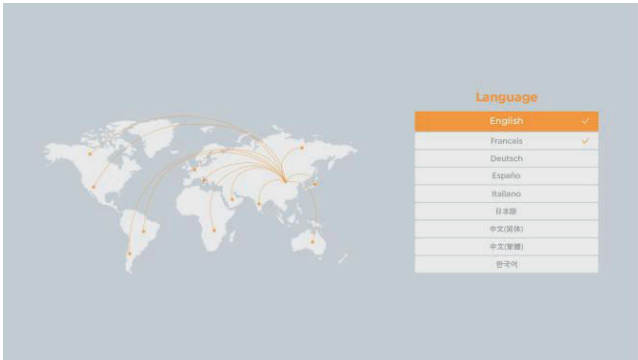 Language
English
Francais
Deutsch
Españo
Italiano
日本語
中文(简体)
中文(繁體)
한국어